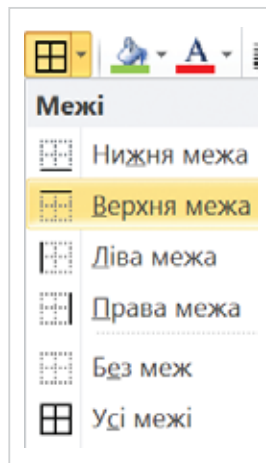 Межі
Нижня межа
Верхня межа
Ліва межа
Права межа
Без меж
Усі межі